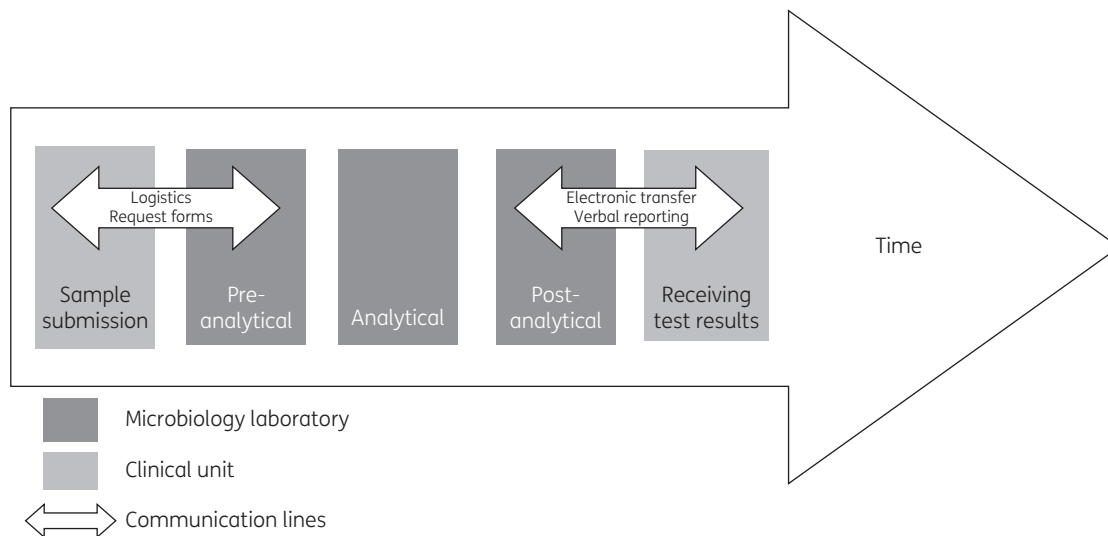 Logistics
Request forms
Electronic transfer
Verbal reporting
Time
Sample
submission
Pre-
analytical
Analytical
Post-
analytical
Receiving
test results
Microbiology laboratory
Clinical unit
Communication lines